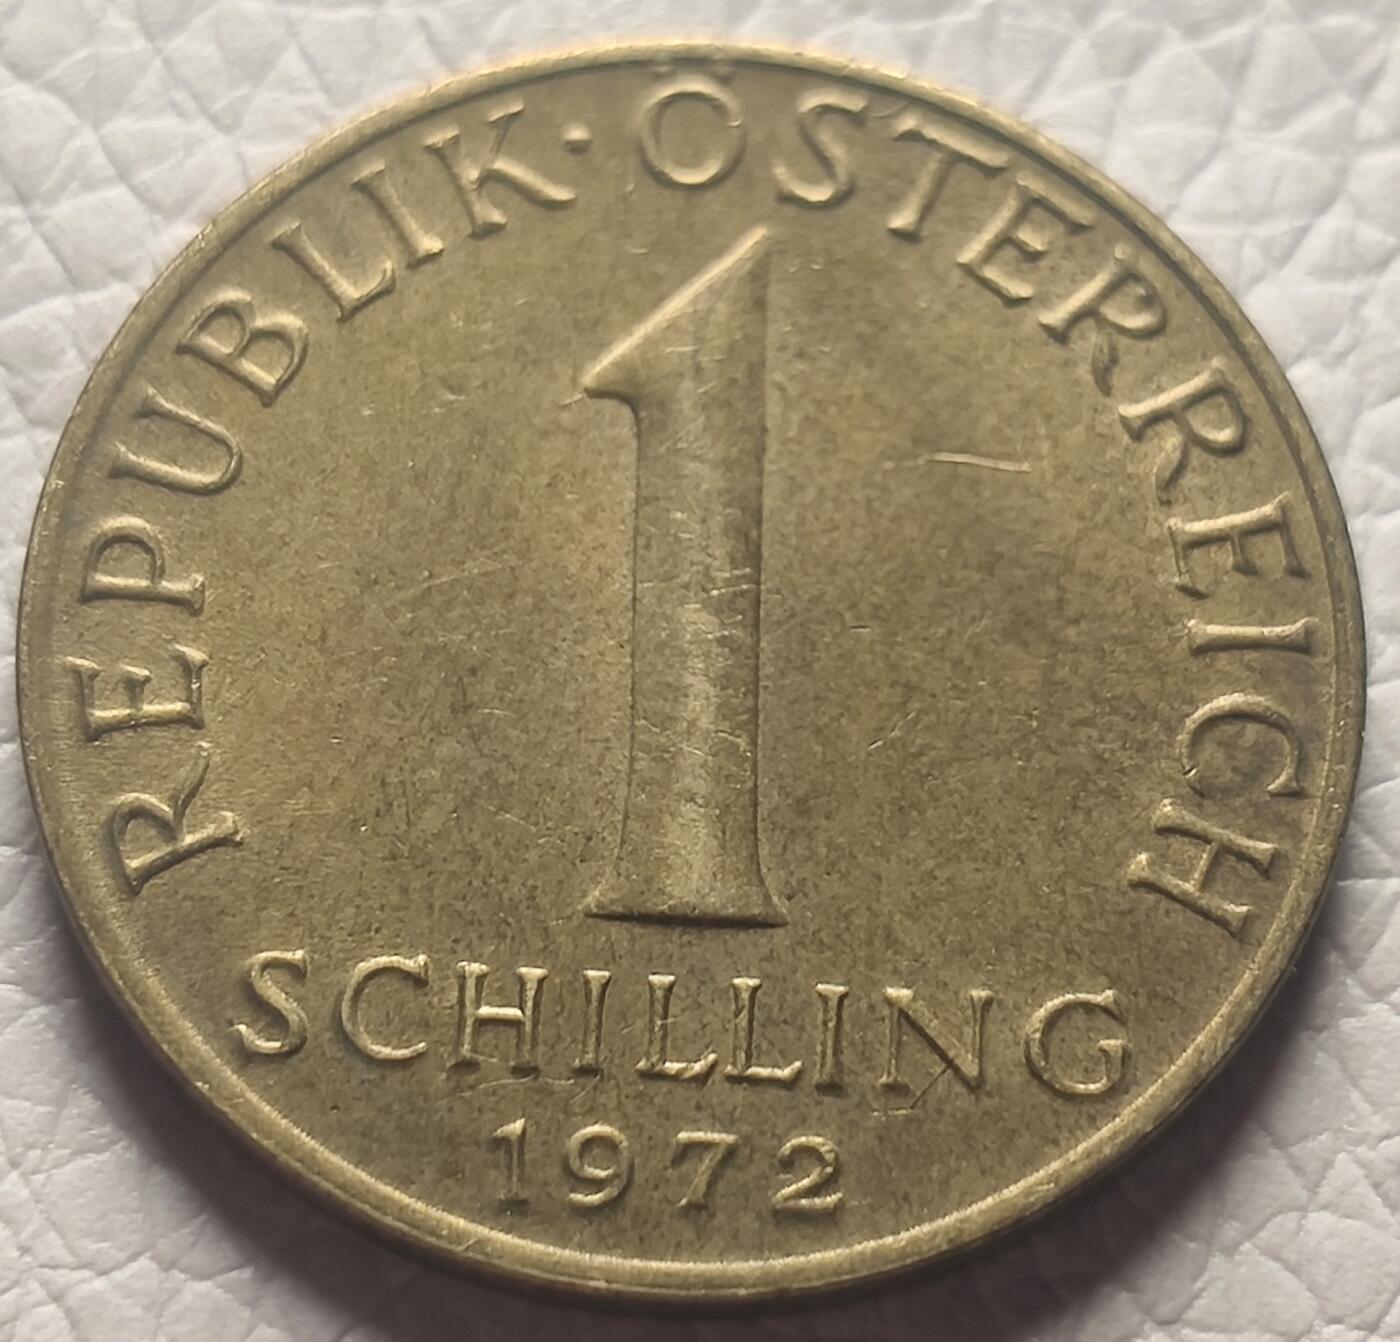 REPUBLIK · ÖSTERREICH
1
SCHILLING
1972